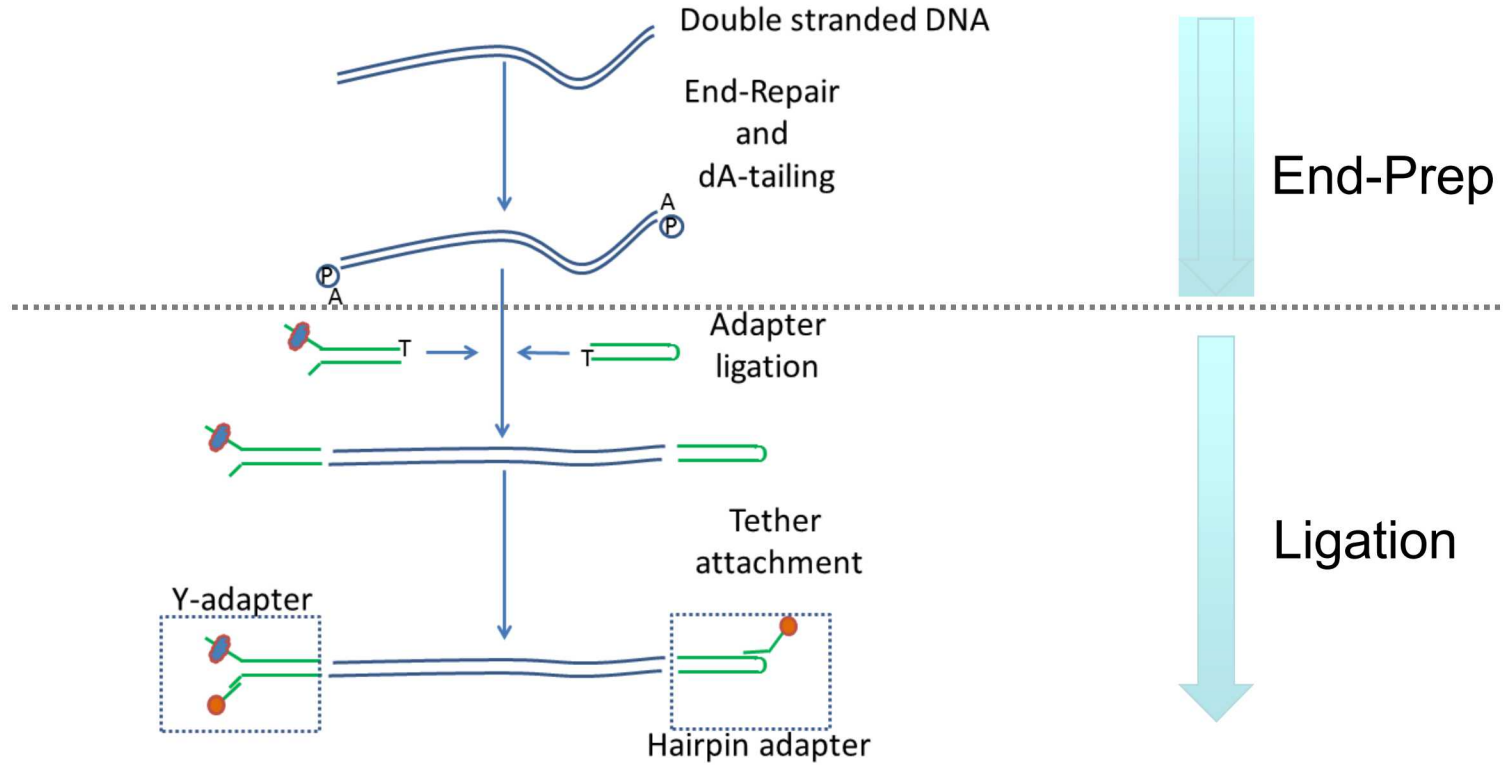 Double stranded DNA
End-Repair
and
dA-tailing
End-Prep
A
P
P
A
Adapter
ligation
T
T
Tether
attachment
Ligation
Y-adapter
Hairpin adapter